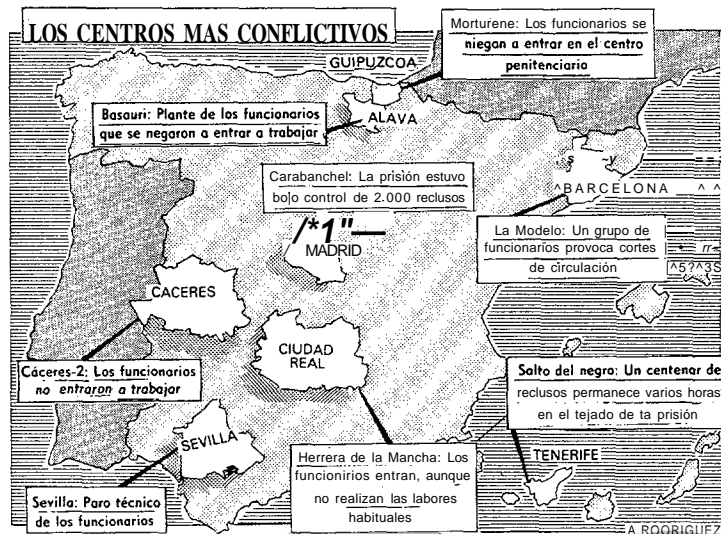 LOS CENTROS MAS CONFLICTIVOS
Morturene: Los funcionarios se
niegan a entrar en el centro
penitenciario
GUIPUZCOA
Basauri: Plante de los funcionarios
que se negaron a entrar a trabajar
ALAVA
Carabanchel: La prisión estuvo
bajo control de 2.000 reclusos
MADRID
BARCELONA
La Modelo: Un grupo de
funcionarios provoca cortes
de circulación
CACERES
Cáceres-2: Los funcionarios
no entraron a trabajar
CIUDAD
REAL
Salto del negro: Un centenar de
reclusos permanece varios horas
en el tejado de ta prisión
SEVILLA
Sevilla: Paro técnico
de los funcionarios
Herrera de la Mancha: Los
funcionirios entran, aunque
no realizan las labores
habituales
TENERIFE
A.ROORIGUEZ